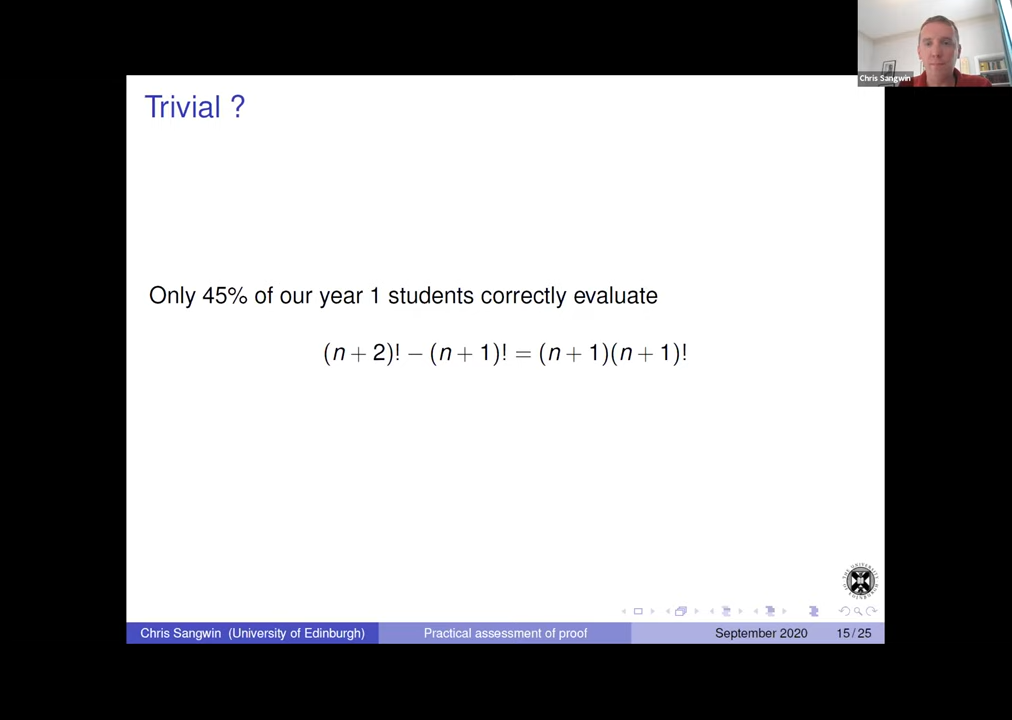 Chris Sangwin
Trivial ?
Only 45% of our year 1 students correctly evaluate
(n + 2)! − (n + 1)! = (n + 1)(n + 1)!
Chris Sangwin (University of Edinburgh) Practical assessment of proof September 2020 15 / 25